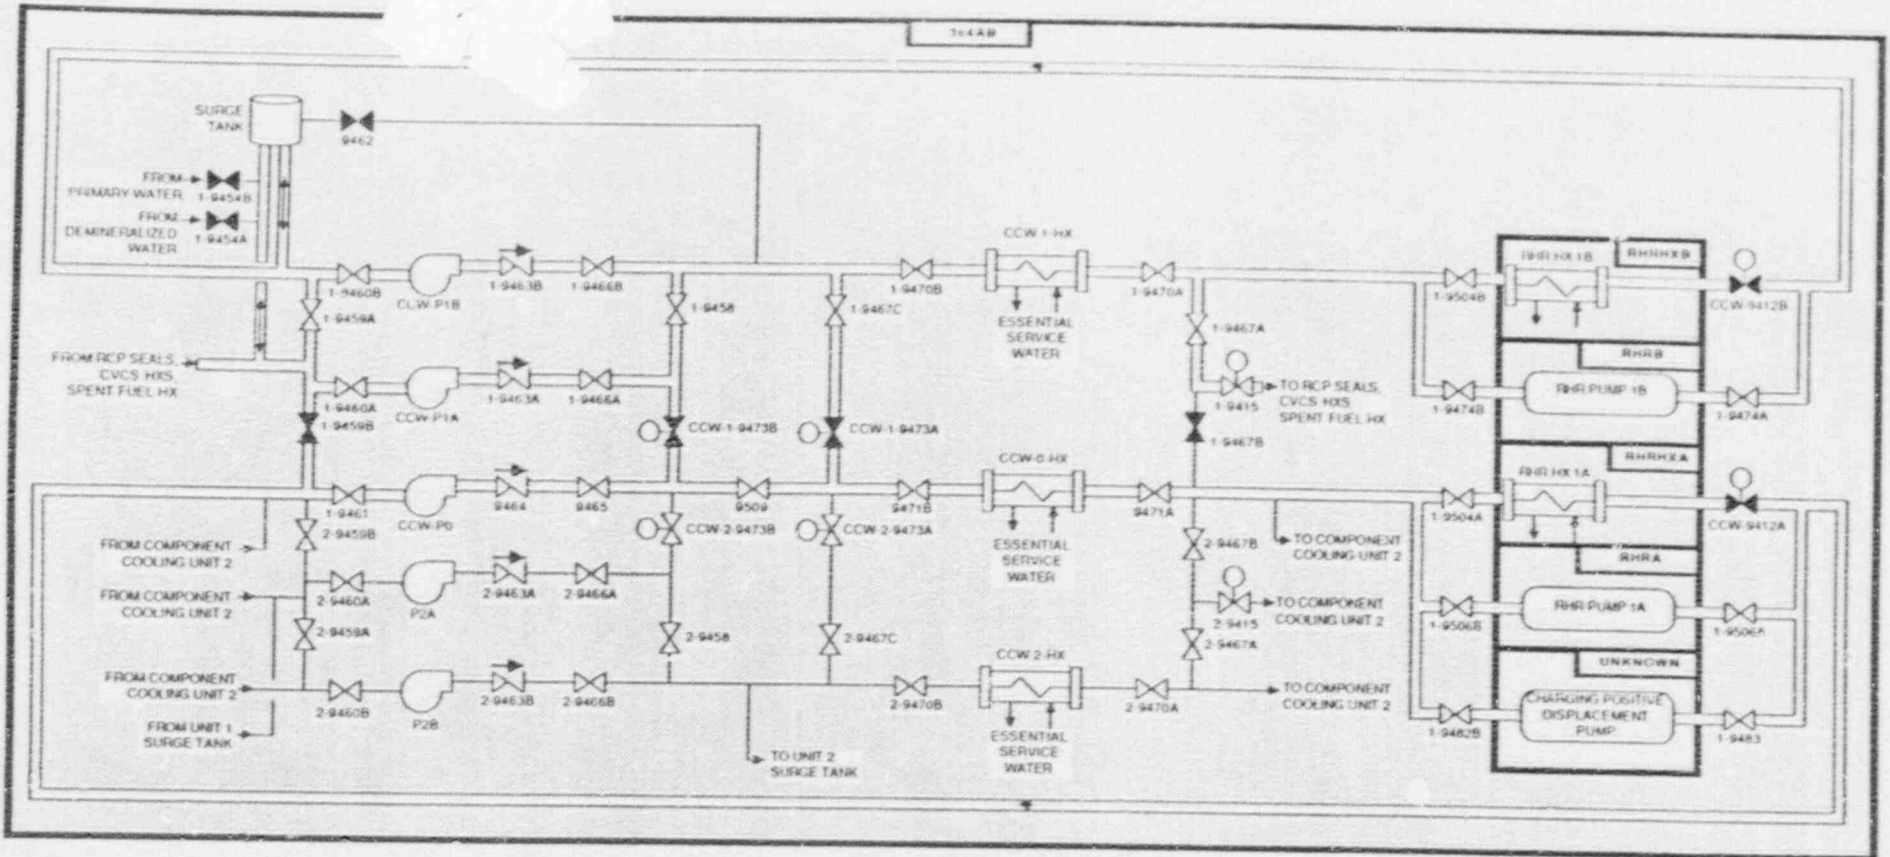 364AB
SURGE
TANK
9462
FROM
PRIMARY WATER
1-9454B
FROM
DEMINERALIZED
WATER
1-9454A
1-9460B
CCW-P1B
1-9463B
1-9466B
1-9459A
1-9458
1-9467C
1-9470B
CCW-1-HX
ESSENTIAL
SERVICE
WATER
1-9470A
1-9467A
1-9504B
RHR HX 1B
RHRHXB
CCW-9412B
FROM RCP SEALS,
CVCS HXS,
SPENT FUEL HX
1-9460A
CCW-P1A
1-9463A
1-9466A
1-9415
TO RCP SEALS,
CVCS HXS
SPENT FUEL HX
1-9474B
RHRB
RHR PUMP 1B
1-9474A
1-9459B
CCW-1-9473B
CCW-1-9473A
1-9467B
1-9461
CCW-P0
9464
9465
9509
9471B
CCW-0-HX
ESSENTIAL
SERVICE
WATER
9471A
1-9504A
RHR HX 1A
RHRHXA
CCW-9412A
2-9459B
CCW-2-9473B
CCW-2-9473A
2-9467B
TO COMPONENT
COOLING UNIT 2
FROM COMPONENT
COOLING UNIT 2
FROM COMPONENT
COOLING UNIT 2
2-9460A
P2A
2-9463A
2-9466A
2-9415
TO COMPONENT
COOLING UNIT 2
1-9506B
RHRA
RHR PUMP 1A
1-9506A
2-9459A
2-9458
2-9467C
2-9467A
FROM COMPONENT
COOLING UNIT 2
2-9460B
P2B
2-9463B
2-9466B
2-9470B
CCW-2-HX
ESSENTIAL
SERVICE
WATER
2-9470A
TO COMPONENT
COOLING UNIT 2
1-9482B
UNKNOWN
CHARGING POSITIVE
DISPLACEMENT
PUMP
1-9483
FROM UNIT 1
SURGE TANK
TO UNIT 2
SURGE TANK